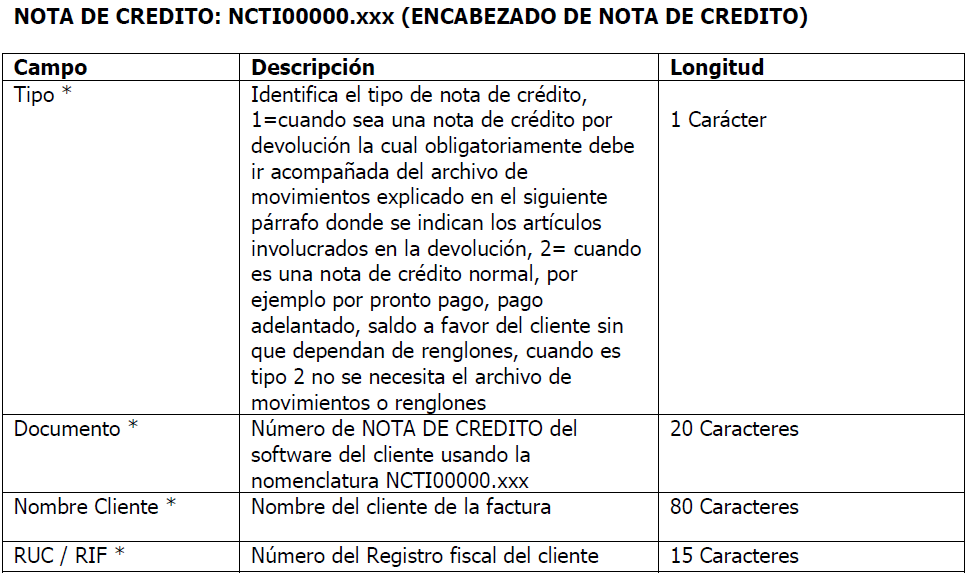 NOTA DE CREDITO: NCTI00000.xxx (ENCABEZADO DE NOTA DE CREDITO)
Campo Descripción Longitud
Tipo * Identifica el tipo de nota de crédito,
1=cuando sea una nota de crédito por 1 Carácter
devolución la cual obligatoriamente debe
ir acompañada del archivo de
movimientos explicado en el siguiente
párrafo donde se indican los artículos
involucrados en la devolución, 2= cuando
es una nota de crédito normal, por
ejemplo por pronto pago, pago
adelantado, saldo a favor del cliente sin
que dependan de renglones, cuando es
tipo 2 no se necesita el archivo de
movimientos o renglones
Documento * Número de NOTA DE CREDITO del 20 Caracteres
software del cliente usando la
nomenclatura NCTI00000.xxx
Nombre Cliente * Nombre del cliente de la factura 80 Caracteres
RUC / RIF * Número del Registro fiscal del cliente 15 Caracteres